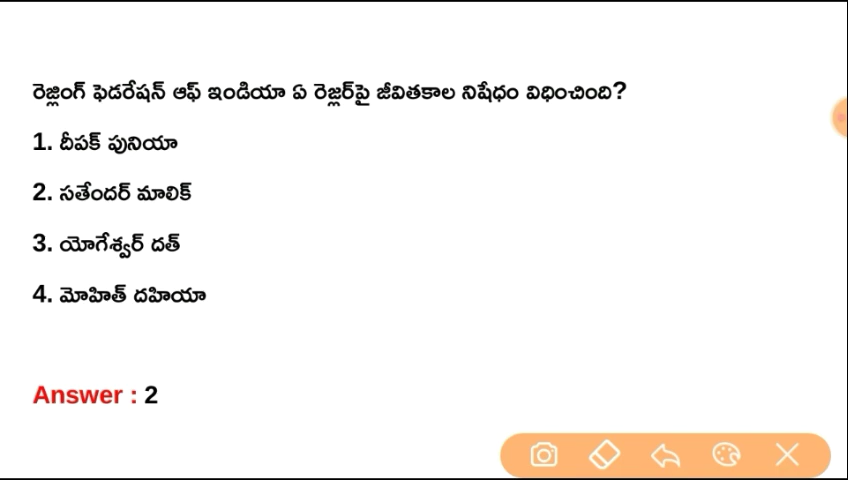 రెజ్లింగ్ ఫెడరేషన్ ఆఫ్ ఇండియా ఏ రెజ్లర్‌పై జీవితకాల నిషేధం విధించింది?
1. దీపక్ పునియా
2. సతేందర్ మాలిక్
3. యోగేశ్వర్ దత్
4. మోహిత్ దహియా
Answer : 2